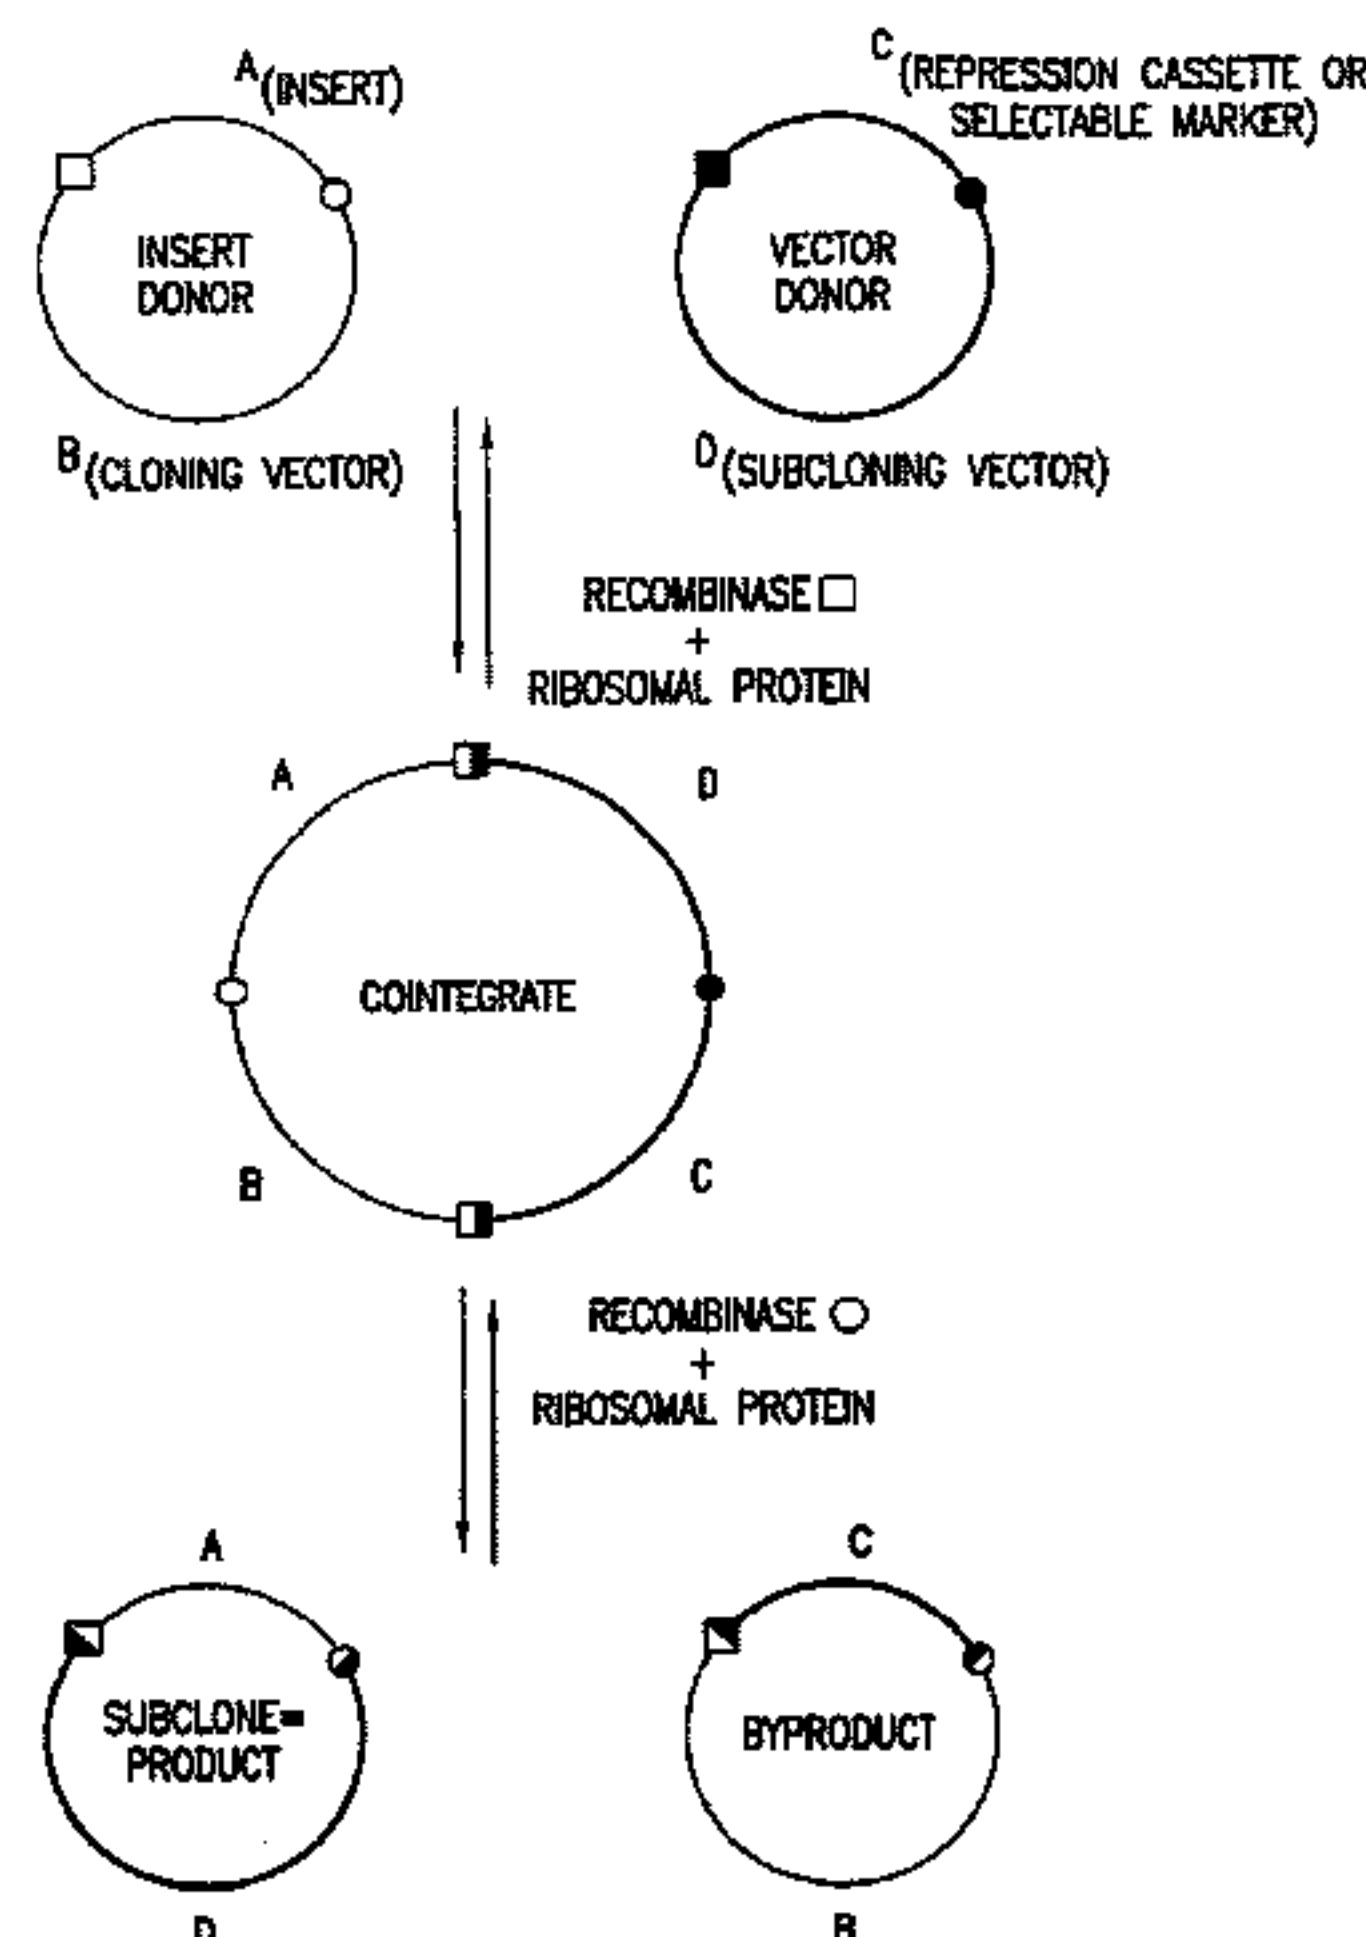 A (INSERT)
C (REPRESSION CASSETTE OR
SELECTABLE MARKER)
INSERT
DONOR
VECTOR
DONOR
B (CLONING VECTOR)
D (SUBCLONING VECTOR)
RECOMBINASE
+
RIBOSOMAL PROTEIN
A
D
COINTEGRATE
B
C
RECOMBINASE
+
RIBOSOMAL PROTEIN
A
C
SUBCLONE=
PRODUCT
BYPRODUCT
D
B